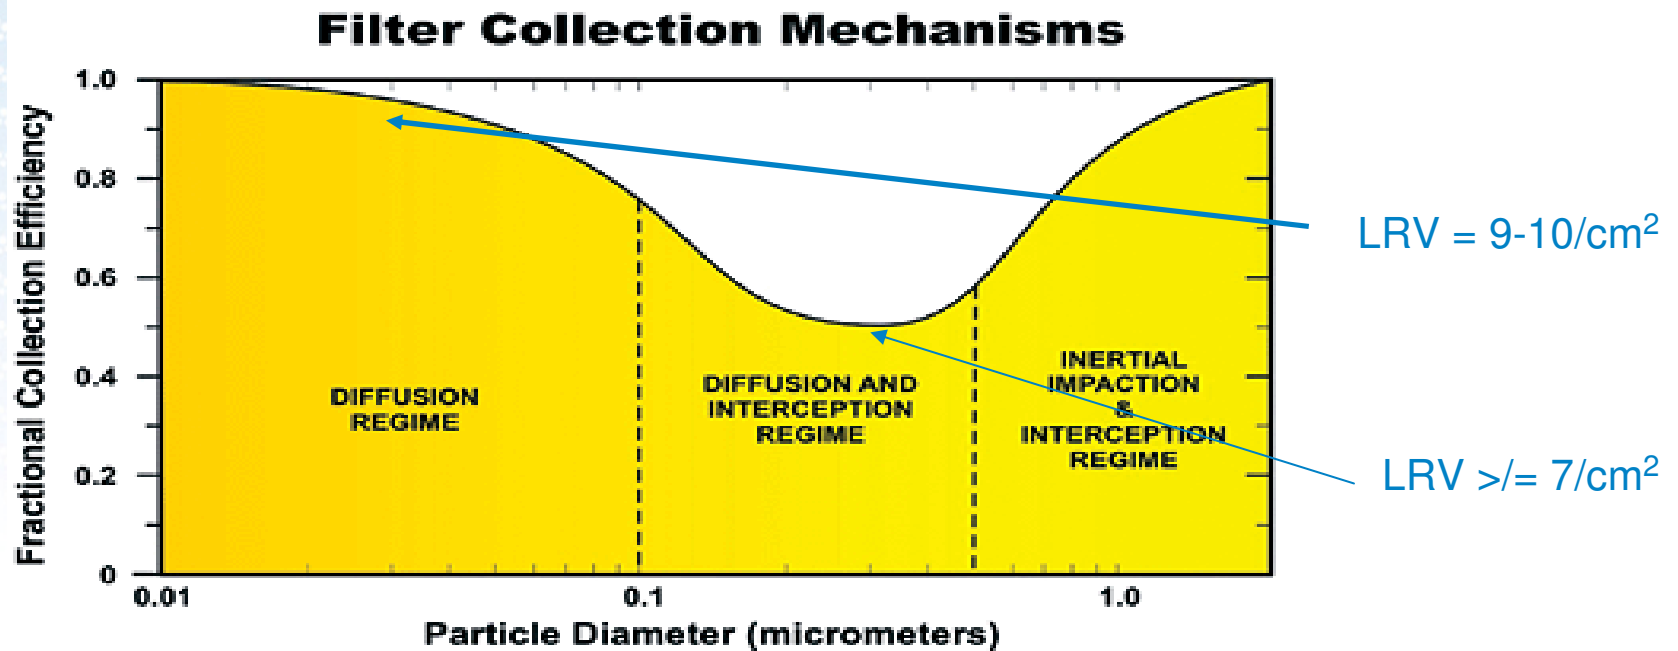 Filter Collection Mechanisms
Fractional Collection Efficiency
1.0
0.8
0.6
0.4
0.2
0
DIFFUSION
REGIME
DIFFUSION AND
INTERCEPTION
REGIME
INERTIAL
IMPACTION
&
INTERCEPTION
REGIME
LRV = 9-10/cm²
LRV >/= 7/cm²
0.01
0.1
1.0
Particle Diameter (micrometers)